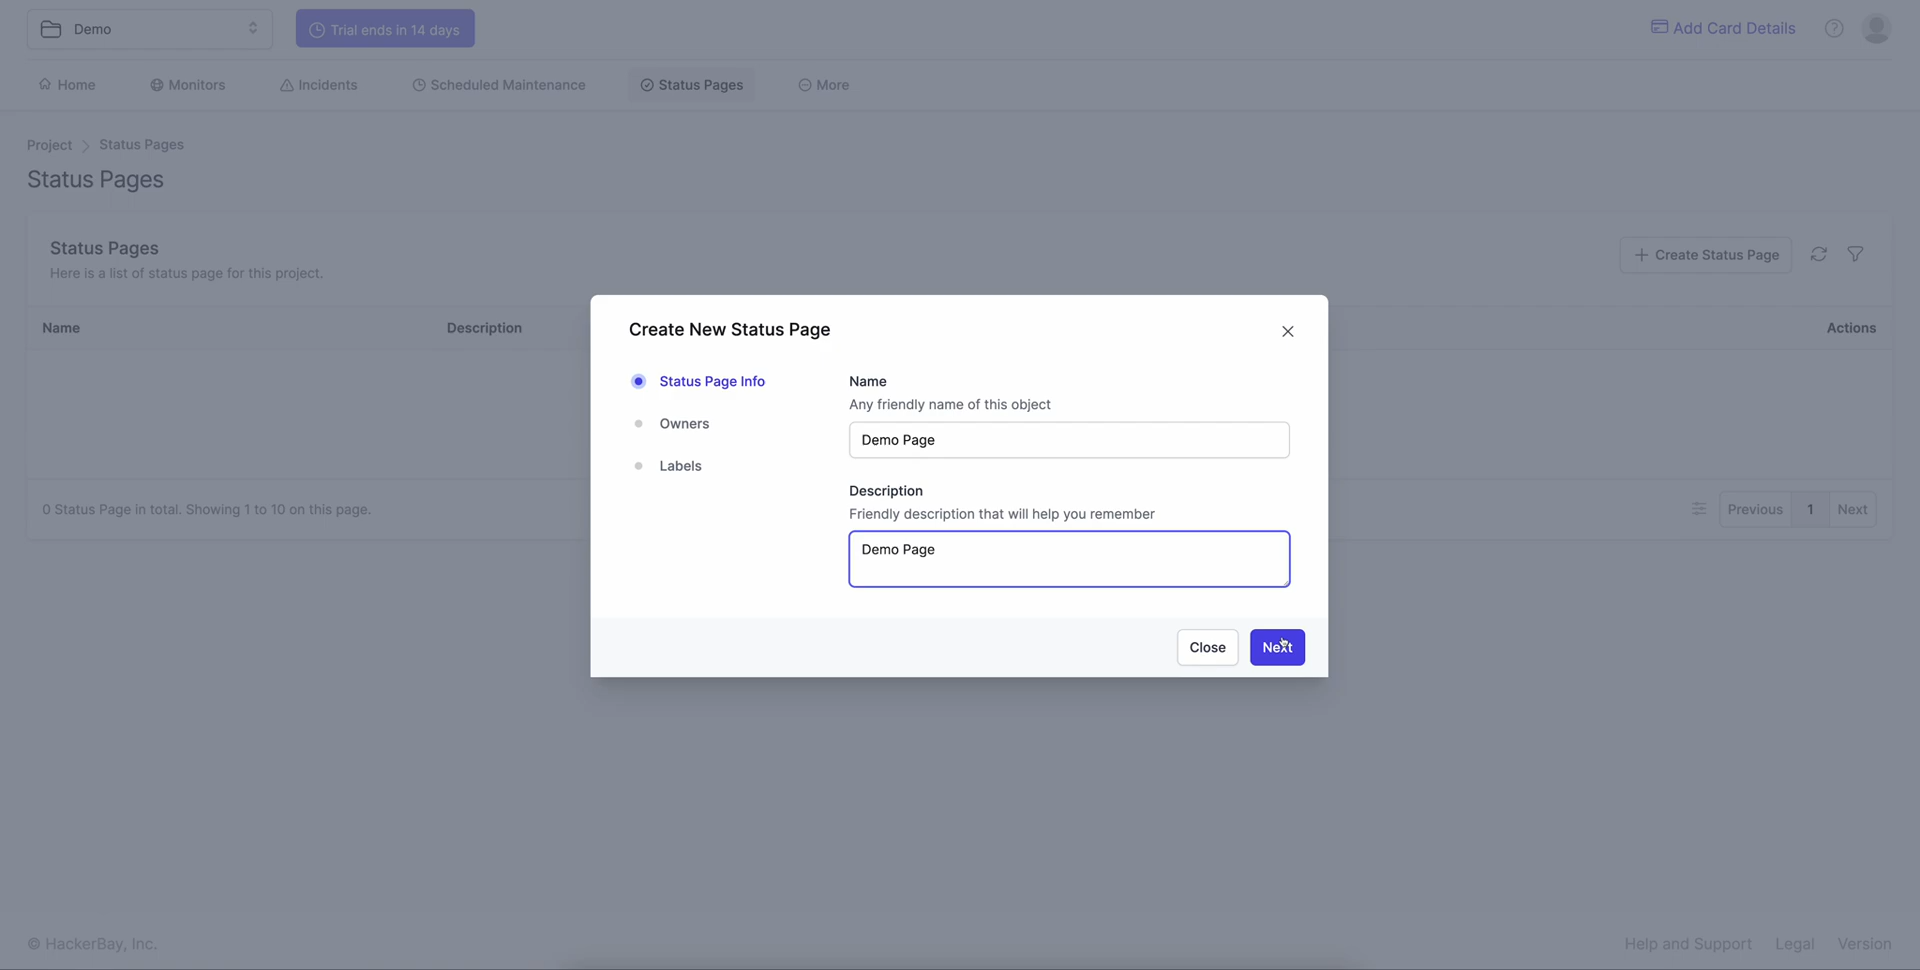 Demo
Trial ends in 14 days
Add Card Details
Home
Monitors
Incidents
Scheduled Maintenance
Status Pages
More
Project
Status Pages
Status Pages
Status Pages
Here is a list of status page for this project.
Create Status Page
Name
Description
Actions
0 Status Page in total. Showing 1 to 10 on this page.
Previous
1
Next
Create New Status Page
Status Page Info
Owners
Labels
Name
Any friendly name of this object
Demo Page
Description
Friendly description that will help you remember
Demo Page
Close
Next
© HackerBay, Inc.
Help and Support
Legal
Version